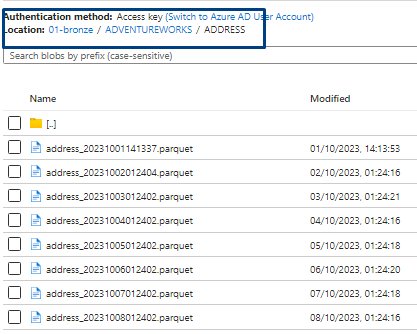 Authentication method: Access key (Switch to Azure AD User Account)
Location: 01-bronze / ADVENTUREWORKS / ADDRESS
Search blobs by prefix (case-sensitive)
Name Modified
[..]
address_20231001141337.parquet 01/10/2023, 14:13:53
address_20231002012404.parquet 02/10/2023, 01:24:16
address_20231003012402.parquet 03/10/2023, 01:24:21
address_20231004012402.parquet 04/10/2023, 01:24:16
address_20231005012402.parquet 05/10/2023, 01:24:18
address_20231006012402.parquet 06/10/2023, 01:24:20
address_20231007012402.parquet 07/10/2023, 01:24:18
address_20231008012402.parquet 08/10/2023, 01:24:16